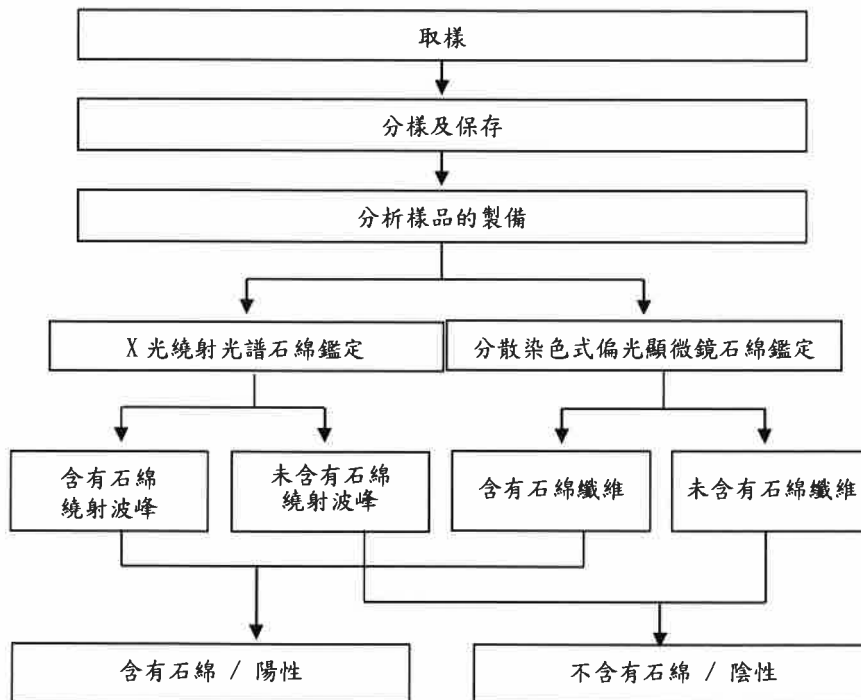 取樣
分樣及保存
分析樣品的製備
X 光繞射光譜石綿鑑定
分散染色式偏光顯微鏡石綿鑑定
含有石綿
繞射波峰
未含有石綿
繞射波峰
含有石綿纖維
未含有石綿纖維
含有石綿 / 陽性
不含有石綿 / 陰性